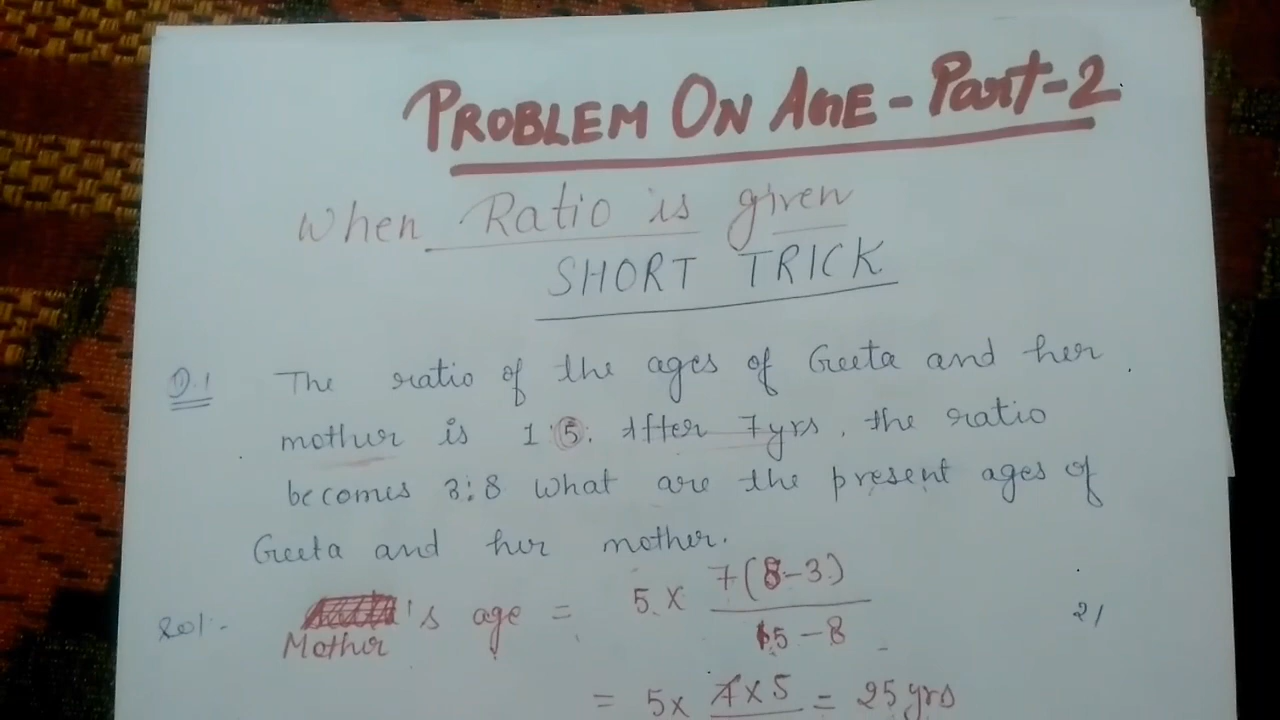 PROBLEM ON AGE - Part-2
When Ratio is given
SHORT TRICK
Q.1 The ratio of the ages of Geeta and her
mother is 1:5. After 7yrs, the ratio
becomes 3:8 what are the present ages of
Geeta and her mother.
Sol:- Mother's age = 5 x 7(8-3) / 15-8 21
= 5x 7x5 = 25 yrs